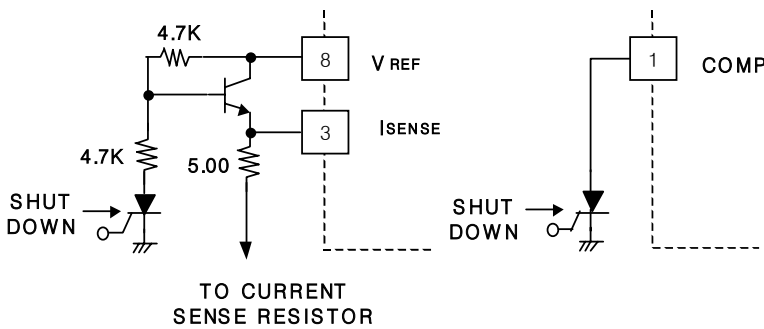 4.7K
8
VREF
3
ISENSE
4.7K
5.00
SHUT
DOWN
TO CURRENT
SENSE RESISTOR
1
COMP
SHUT
DOWN